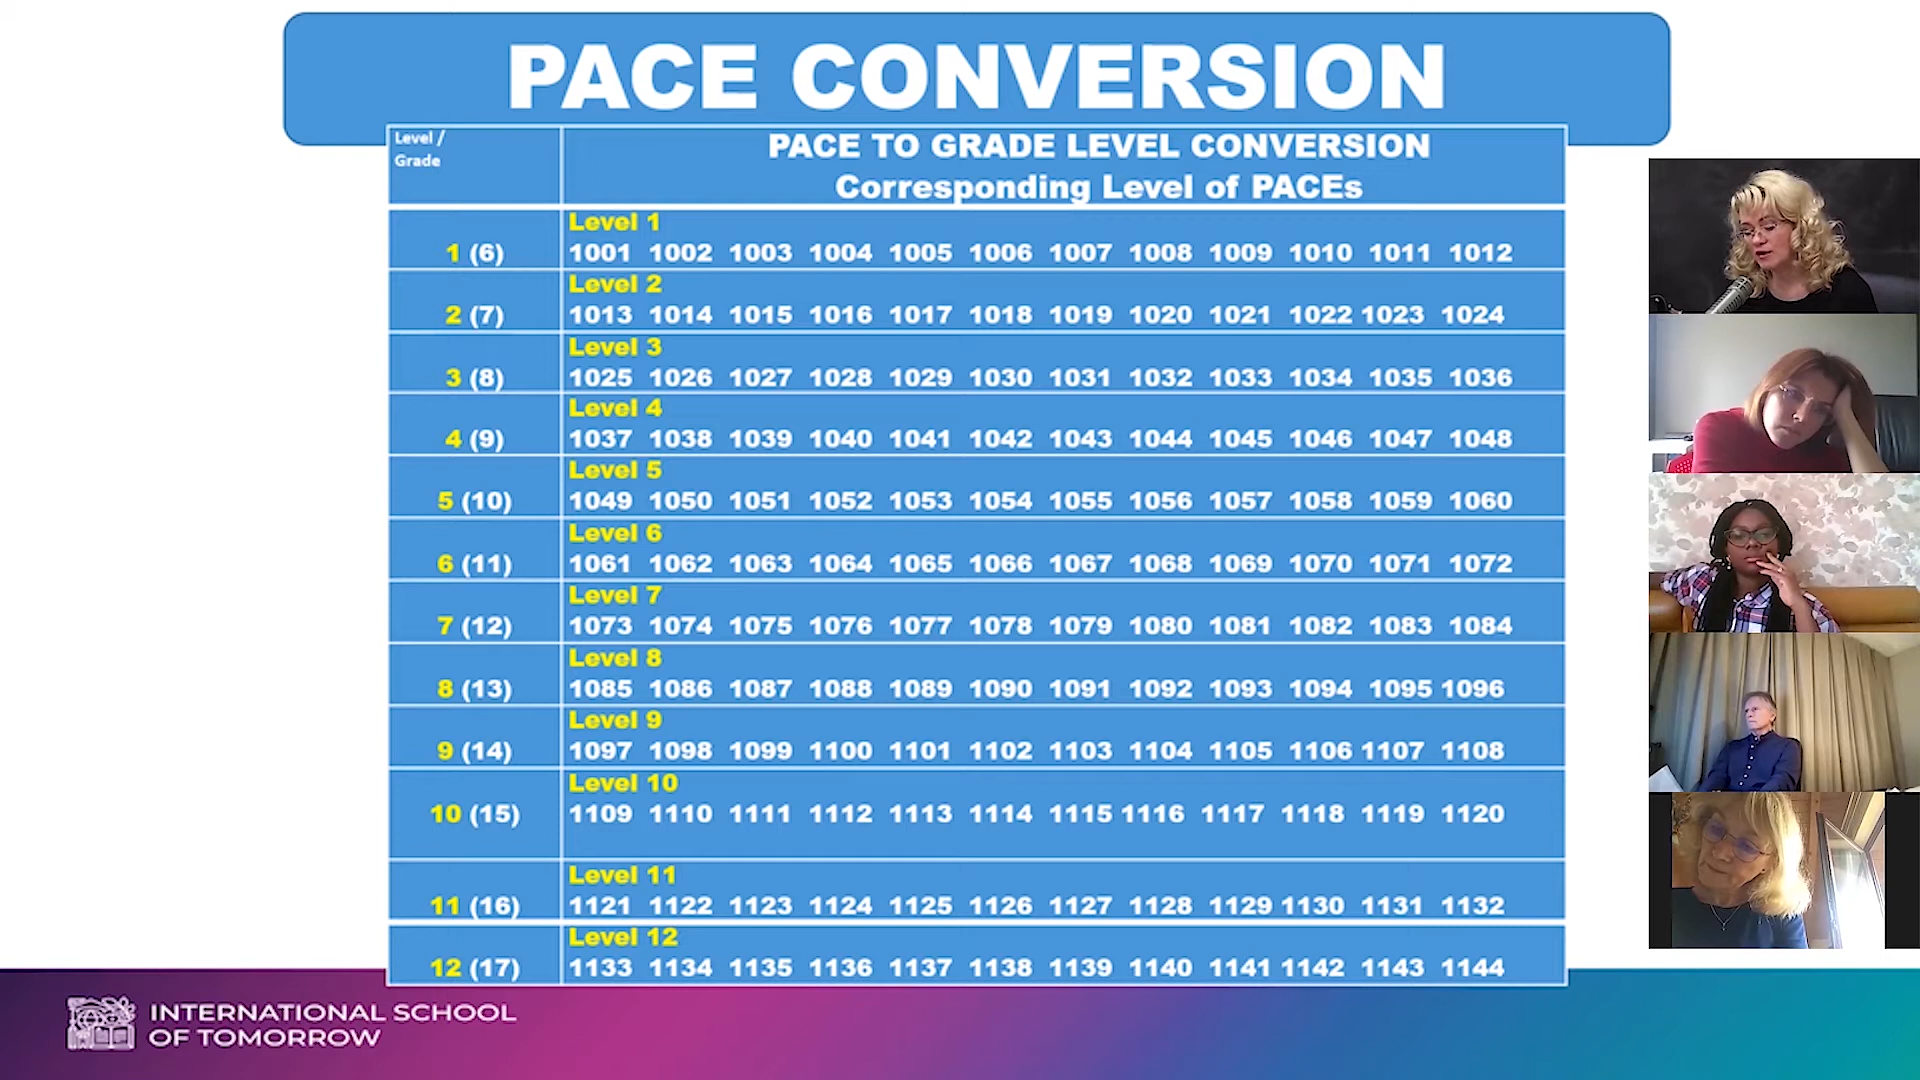 PACE CONVERSION
Level /
Grade
PACE TO GRADE LEVEL CONVERSION
Corresponding Level of PACEs
Level 1
1 (6) 1001 1002 1003 1004 1005 1006 1007 1008 1009 1010 1011 1012
Level 2
2 (7) 1013 1014 1015 1016 1017 1018 1019 1020 1021 1022 1023 1024
Level 3
3 (8) 1025 1026 1027 1028 1029 1030 1031 1032 1033 1034 1035 1036
Level 4
4 (9) 1037 1038 1039 1040 1041 1042 1043 1044 1045 1046 1047 1048
Level 5
5 (10) 1049 1050 1051 1052 1053 1054 1055 1056 1057 1058 1059 1060
Level 6
6 (11) 1061 1062 1063 1064 1065 1066 1067 1068 1069 1070 1071 1072
Level 7
7 (12) 1073 1074 1075 1076 1077 1078 1079 1080 1081 1082 1083 1084
Level 8
8 (13) 1085 1086 1087 1088 1089 1090 1091 1092 1093 1094 1095 1096
Level 9
9 (14) 1097 1098 1099 1100 1101 1102 1103 1104 1105 1106 1107 1108
Level 10
10 (15) 1109 1110 1111 1112 1113 1114 1115 1116 1117 1118 1119 1120
Level 11
11 (16) 1121 1122 1123 1124 1125 1126 1127 1128 1129 1130 1131 1132
Level 12
12 (17) 1133 1134 1135 1136 1137 1138 1139 1140 1141 1142 1143 1144
INTERNATIONAL SCHOOL
OF TOMORROW